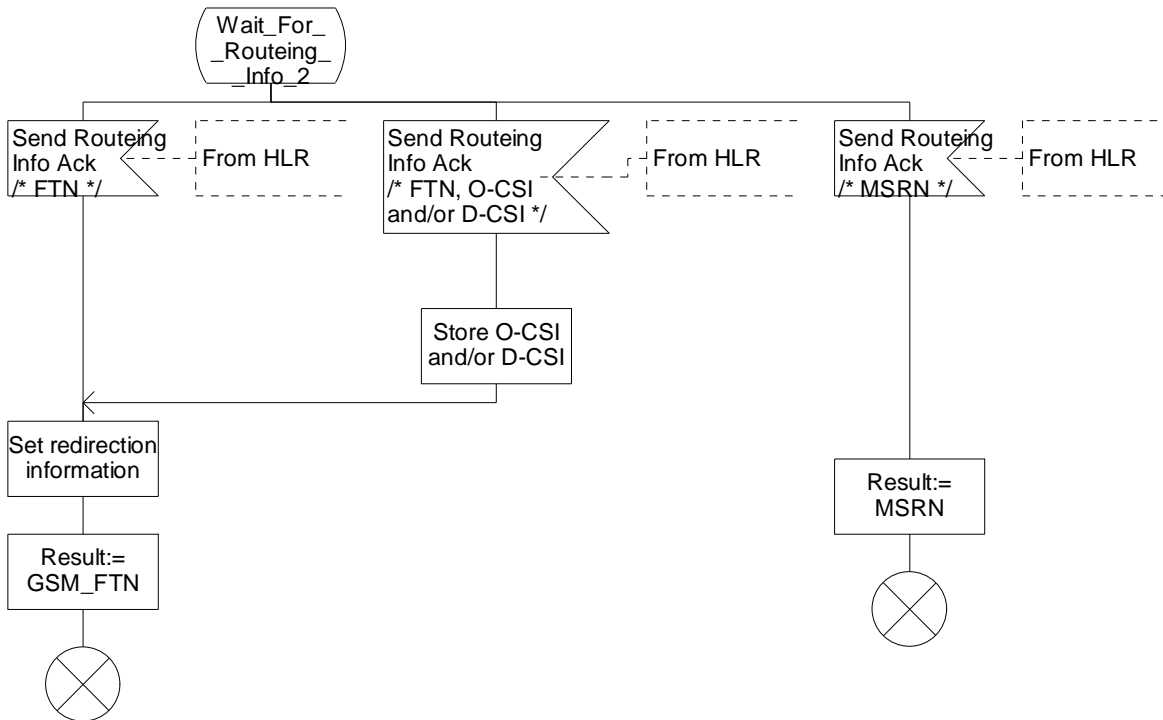 Wait_For_
_Routeing_
_Info_2
Send Routeing
Info Ack
/* FTN */
From HLR
Send Routeing
Info Ack
/* FTN, O-CSI
and/or D-CSI */
From HLR
Send Routeing
Info Ack
/* MSRN */
From HLR
Store O-CSI
and/or D-CSI
Set redirection
information
Result:=
MSRN
Result:=
GSM_FTN